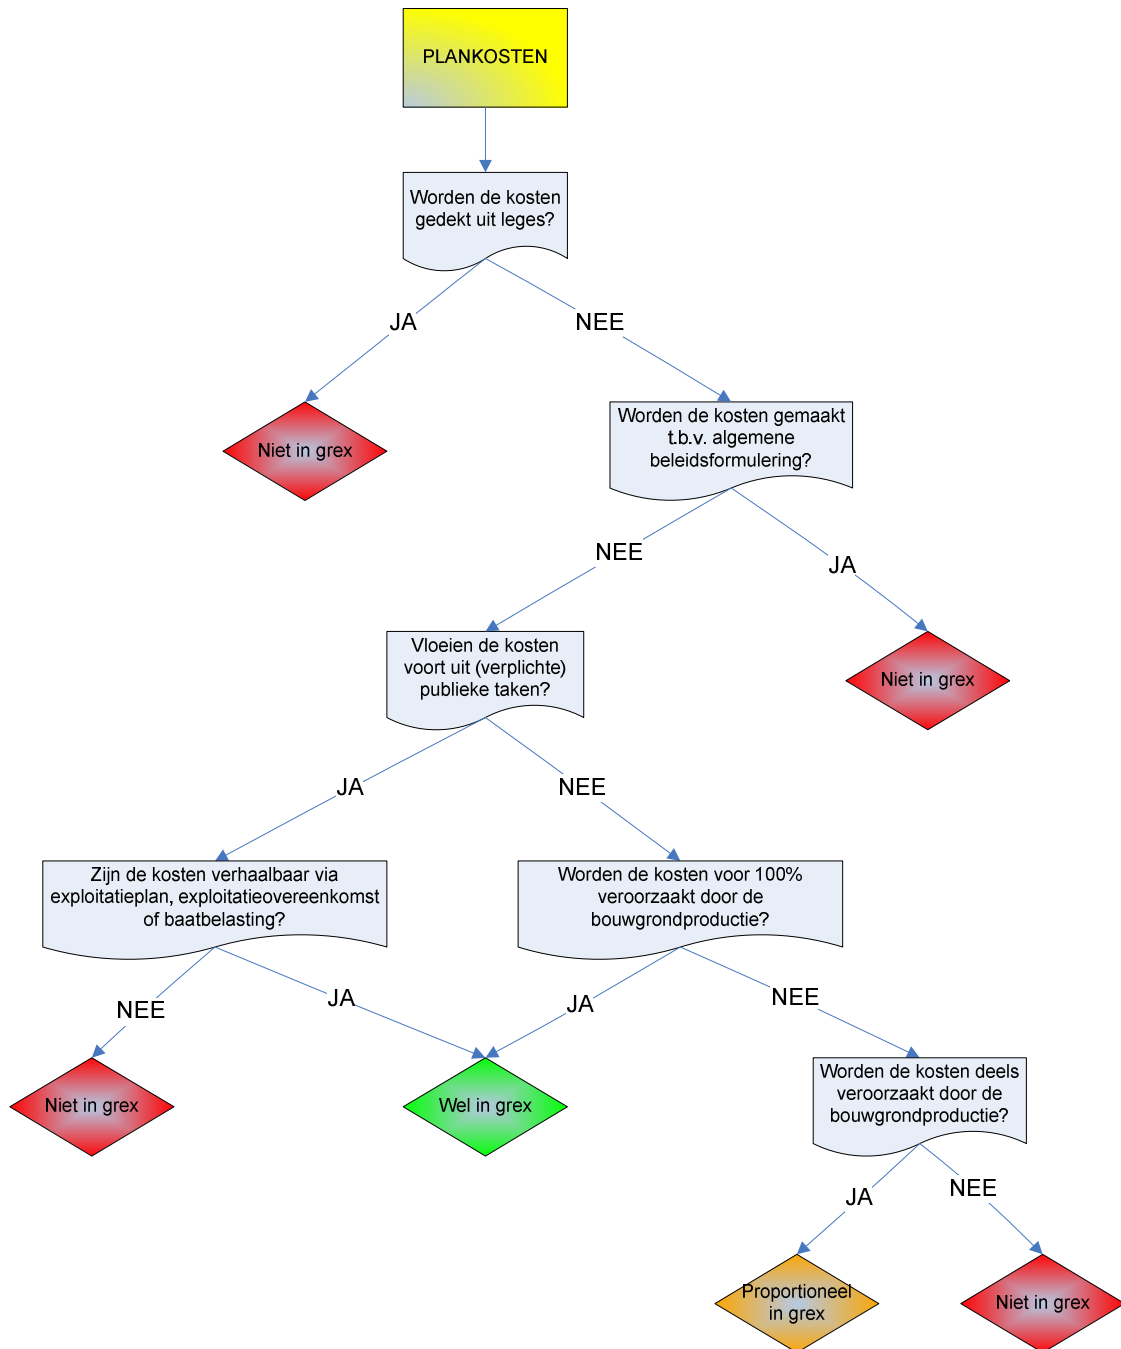 PLANKOSTEN
Worden de kosten
gedekt uit leges?
JA
NEE
Niet in grex
Worden de kosten gemaakt
t.b.v. algemene
beleidsformulering?
NEE
JA
Vloeien de kosten
voort uit (verplichte)
publieke taken?
Niet in grex
JA
NEE
Zijn de kosten verhaalbaar via
exploitatieplan, exploitatieovereenkomst
of baatbelasting?
Worden de kosten voor 100%
veroorzaakt door de
bouwgrondproductie?
NEE
JA
JA
NEE
Niet in grex
Wel in grex
Worden de kosten deels
veroorzaakt door de
bouwgrondproductie?
JA
NEE
Proportioneel
in grex
Niet in grex